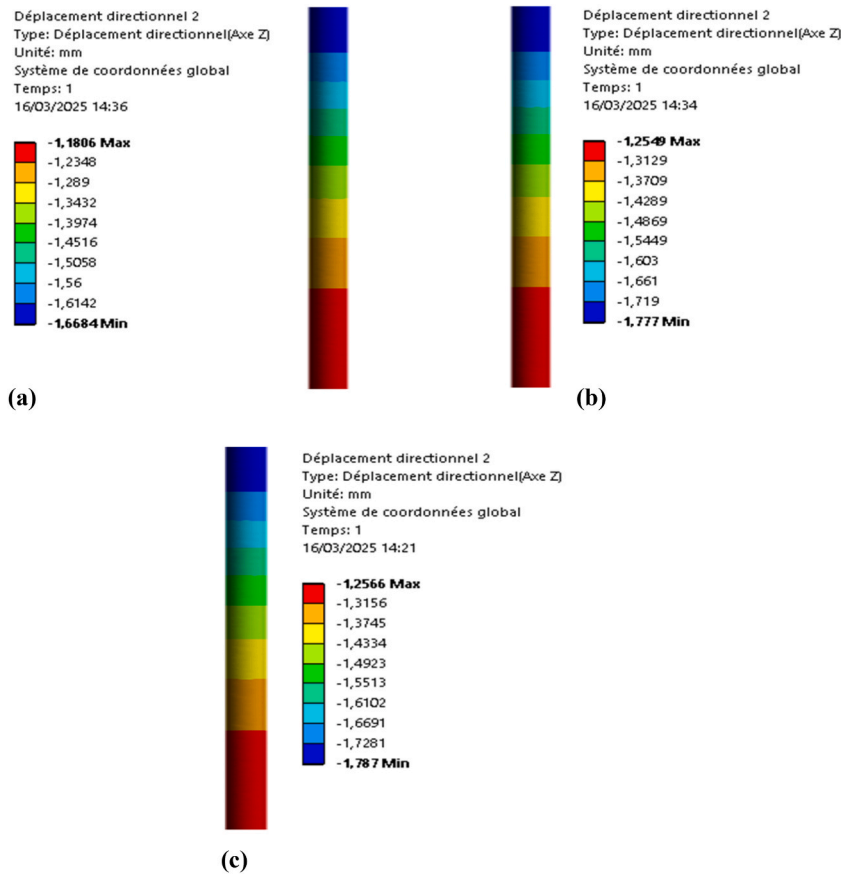 Déplacement directionnel 2
Type: Déplacement directionnel(Axe Z)
Unité: mm
Système de coordonnées global
Temps: 1
16/03/2025 14:36
-1,1806 Max
-1,2348
-1,289
-1,3432
-1,3974
-1,4516
-1,5058
-1,56
-1,6142
-1,6684 Min
(a)
Déplacement directionnel 2
Type: Déplacement directionnel(Axe Z)
Unité: mm
Système de coordonnées global
Temps: 1
16/03/2025 14:34
-1,2549 Max
-1,3129
-1,3709
-1,4289
-1,4869
-1,5449
-1,603
-1,661
-1,719
-1,777 Min
(b)
Déplacement directionnel 2
Type: Déplacement directionnel(Axe Z)
Unité: mm
Système de coordonnées global
Temps: 1
16/03/2025 14:21
-1,2566 Max
-1,3156
-1,3745
-1,4334
-1,4923
-1,5513
-1,6102
-1,6691
-1,7281
-1,787 Min
(c)